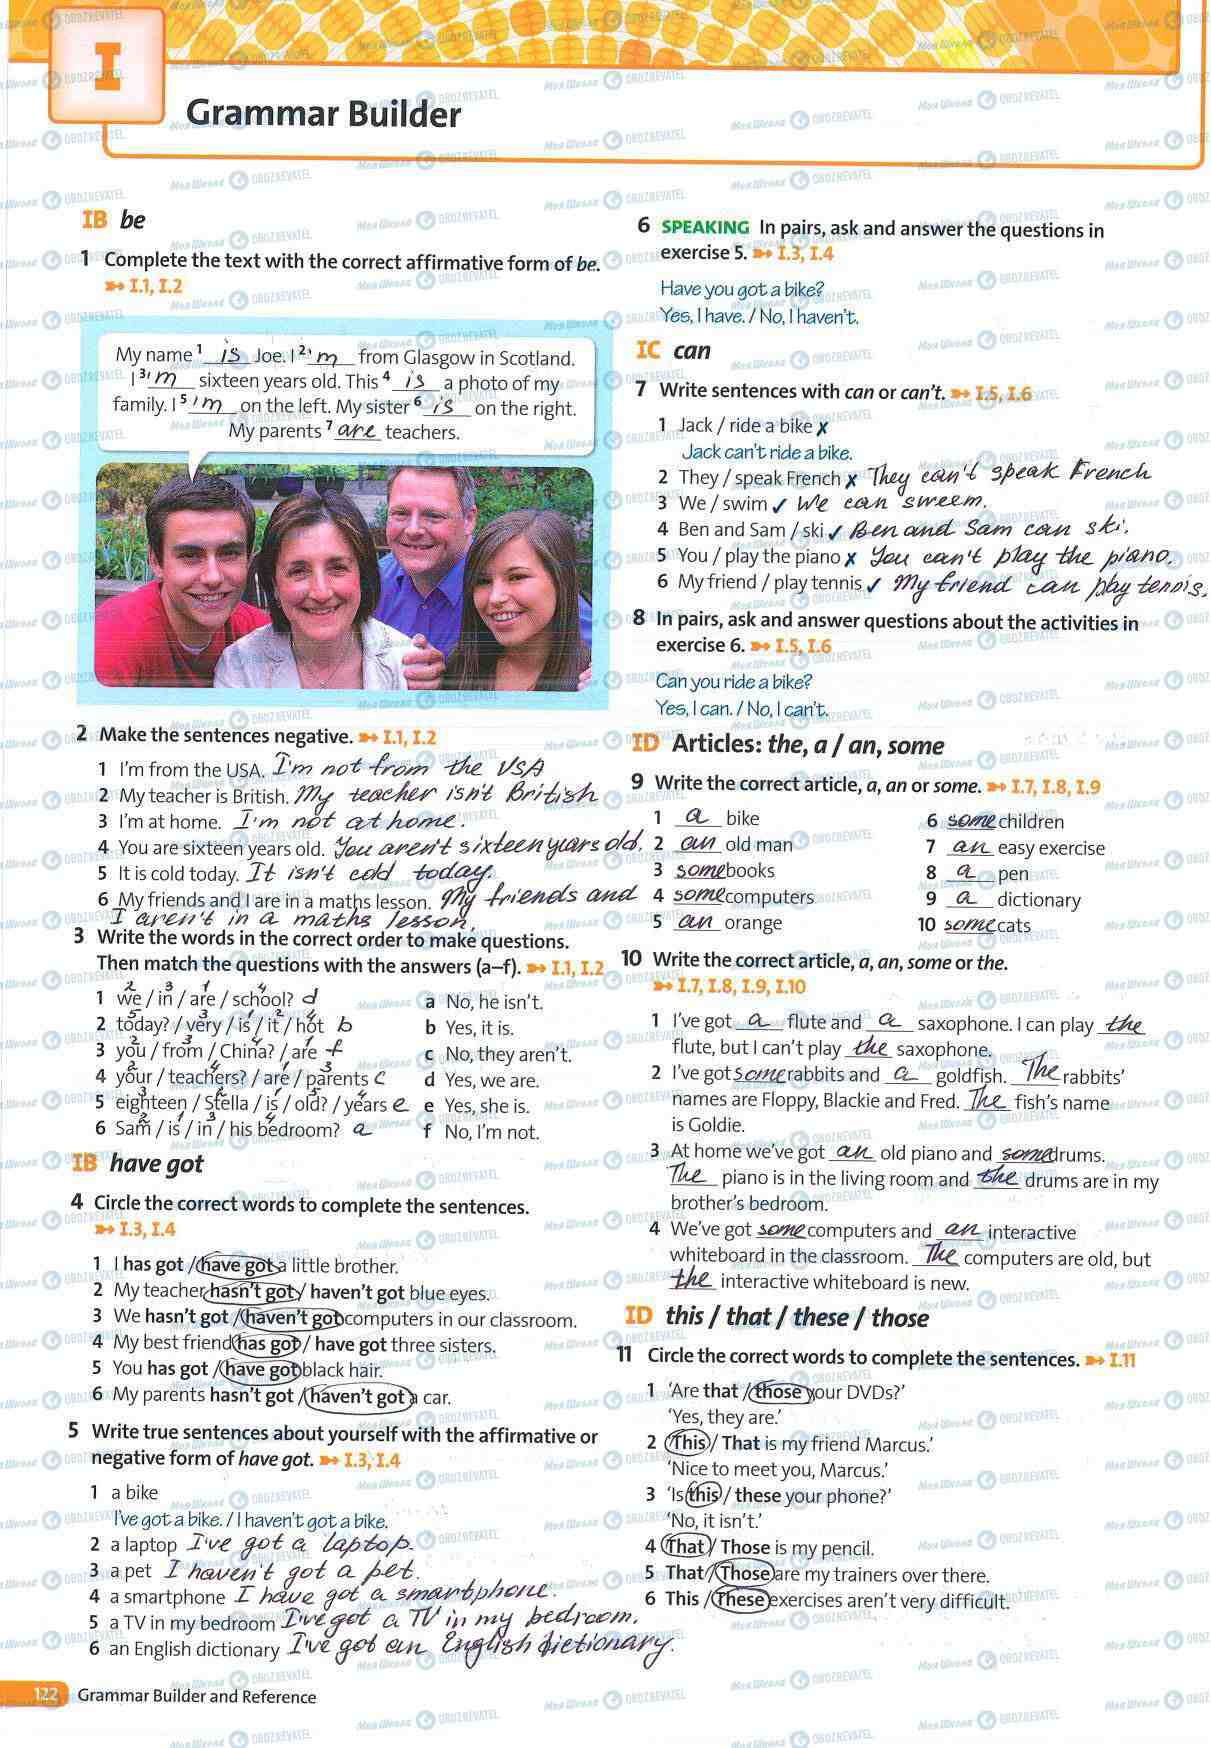 I
Grammar Builder
IB be
1 Complete the text with the correct affirmative form of be.
I.1, I.2
My name ¹ is Joe. I ² 'm from Glasgow in Scotland.
I ³ 'm sixteen years old. This ⁴ is a photo of my
family. I ⁵ 'm on the left. My sister ⁶ is on the right.
My parents ⁷ are teachers.
2 Make the sentences negative. I.1, I.2
1 I'm from the USA. I'm not from the USA
2 My teacher is British. My teacher isn't British
3 I'm at home. I'm not at home.
4 You are sixteen years old. You aren't sixteen years old.
5 It is cold today. It isn't cold today.
6 My friends and I are in a maths lesson. My friends and
I aren't in a maths lesson.
3 Write the words in the correct order to make questions.
Then match the questions with the answers (a–f). I.1, I.2
2 3 1 4
1 we / in / are / school? d a No, he isn't.
5 3 1 2 4
2 today? / very / is / it / hot b b Yes, it is.
2 3 4 1
3 you / from / China? / are f c No, they aren't.
2 4 1 3
4 your / teachers? / are / parents c d Yes, we are.
3 2 1 5 4
5 eighteen / Stella / is / old? / years e e Yes, she is.
2 1 3 4
6 Sam / is / in / his bedroom? a f No, I'm not.
IB have got
4 Circle the correct words to complete the sentences.
I.3, I.4
1 I has got / have got a little brother.
2 My teacher hasn't got / haven't got blue eyes.
3 We hasn't got / haven't got computers in our classroom.
4 My best friend has got / have got three sisters.
5 You has got / have got black hair.
6 My parents hasn't got / haven't got a car.
5 Write true sentences about yourself with the affirmative or
negative form of have got. I.3, I.4
1 a bike
I've got a bike. / I haven't got a bike.
2 a laptop I've got a laptop.
3 a pet I haven't got a pet.
4 a smartphone I have got a smartphone.
5 a TV in my bedroom I've got a TV in my bedroom.
6 an English dictionary I've got an English dictionary.
122 Grammar Builder and Reference
6 SPEAKING In pairs, ask and answer the questions in
exercise 5. I.3, I.4
Have you got a bike?
Yes, I have. / No, I haven't.
IC can
7 Write sentences with can or can't. I.5, I.6
1 Jack / ride a bike ✗
Jack can't ride a bike.
2 They / speak French ✗ They can't speak French
3 We / swim ✓ We can sweem.
4 Ben and Sam / ski ✓ Ben and Sam can ski.
5 You / play the piano ✗ You can't play the piano.
6 My friend / play tennis ✓ My friend can play tennis.
8 In pairs, ask and answer questions about the activities in
exercise 6. I.5, I.6
Can you ride a bike?
Yes, I can. / No, I can't.
ID Articles: the, a / an, some
9 Write the correct article, a, an or some. I.7, I.8, I.9
1 a bike 6 some children
2 an old man 7 an easy exercise
3 some books 8 a pen
4 some computers 9 a dictionary
5 an orange 10 some cats
10 Write the correct article, a, an, some or the.
I.7, I.8, I.9, I.10
1 I've got a flute and a saxophone. I can play the
flute, but I can't play the saxophone.
2 I've got some rabbits and a goldfish. The rabbits'
names are Floppy, Blackie and Fred. The fish's name
is Goldie.
3 At home we've got an old piano and some drums.
The piano is in the living room and the drums are in my
brother's bedroom.
4 We've got some computers and an interactive
whiteboard in the classroom. The computers are old, but
the interactive whiteboard is new.
ID this / that / these / those
11 Circle the correct words to complete the sentences. I.11
1 'Are that / those your DVDs?'
'Yes, they are.'
2 'This / That is my friend Marcus.'
'Nice to meet you, Marcus.'
3 'Is this / these your phone?'
'No, it isn't.'
4 That / Those is my pencil.
5 That / Those are my trainers over there.
6 This / These exercises aren't very difficult.
Моя Школа OBOZREVATEL